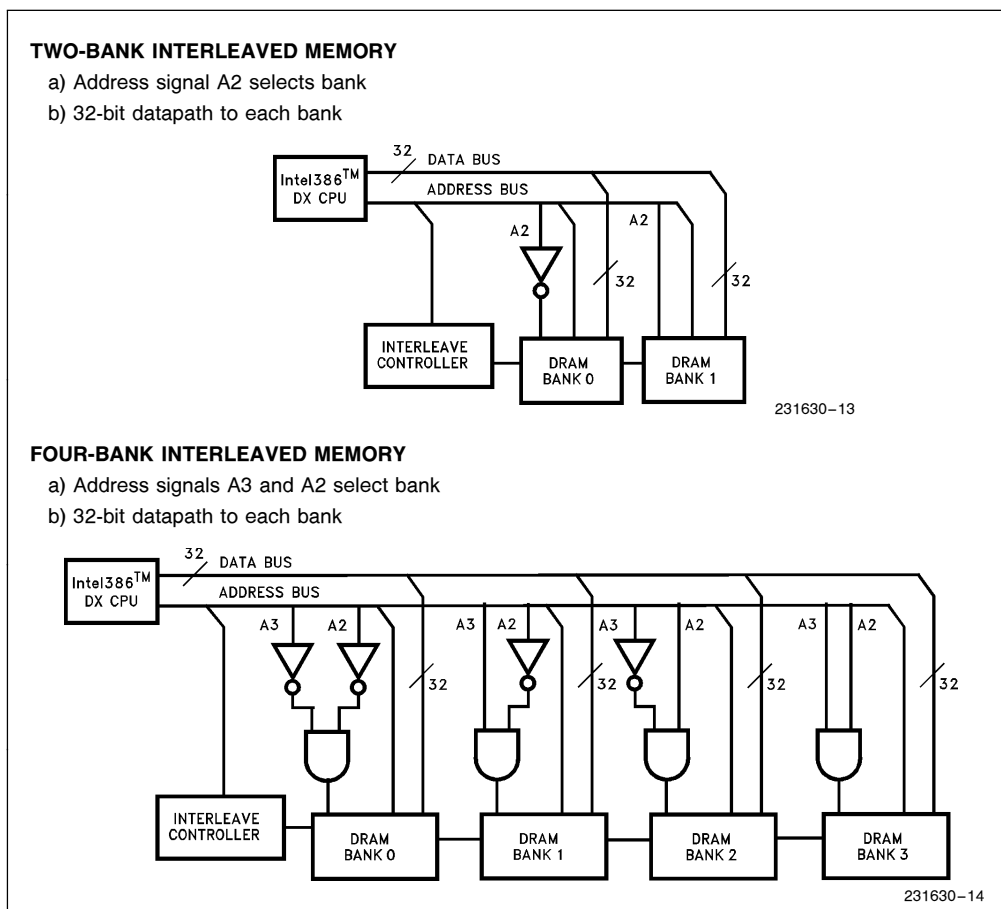 TWO-BANK INTERLEAVED MEMORY
a) Address signal A2 selects bank
b) 32-bit datapath to each bank
32
DATA BUS
Intel386™
DX CPU
ADDRESS BUS
A2
A2
32
32
INTERLEAVE
CONTROLLER
DRAM
BANK 0
DRAM
BANK 1
231630–13
FOUR-BANK INTERLEAVED MEMORY
a) Address signals A3 and A2 select bank
b) 32-bit datapath to each bank
32
DATA BUS
Intel386™
DX CPU
ADDRESS BUS
A3
A2
A3
A2
A3
A2
A3
A2
32
32
32
32
INTERLEAVE
CONTROLLER
DRAM
BANK 0
DRAM
BANK 1
DRAM
BANK 2
DRAM
BANK 3
231630–14